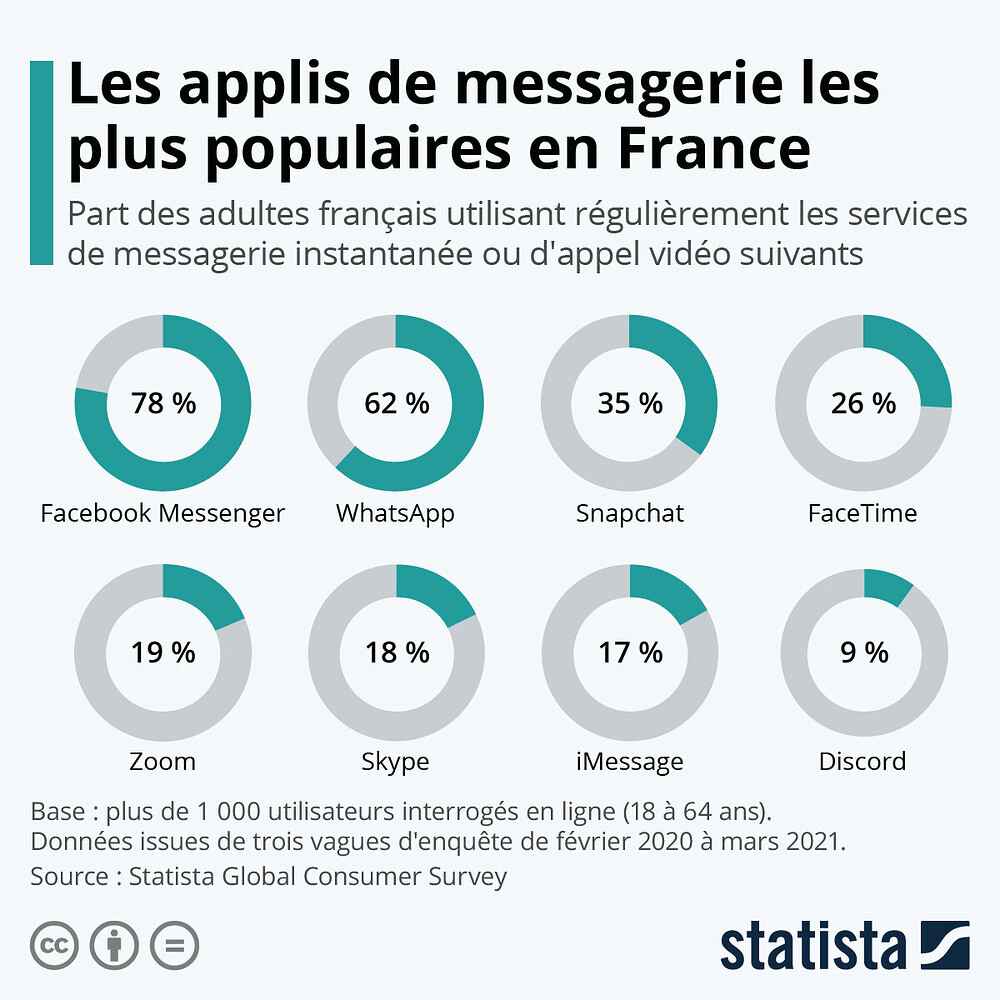 Les applis de messagerie les
plus populaires en France
Part des adultes français utilisant régulièrement les services
de messagerie instantanée ou d'appel vidéo suivants
78 %
62 %
35 %
26 %
Facebook Messenger
WhatsApp
Snapchat
FaceTime
19 %
18 %
17 %
9 %
Zoom
Skype
iMessage
Discord
Base : plus de 1 000 utilisateurs interrogés en ligne (18 à 64 ans).
Données issues de trois vagues d'enquête de février 2020 à mars 2021.
Source : Statista Global Consumer Survey
cc
=
statista